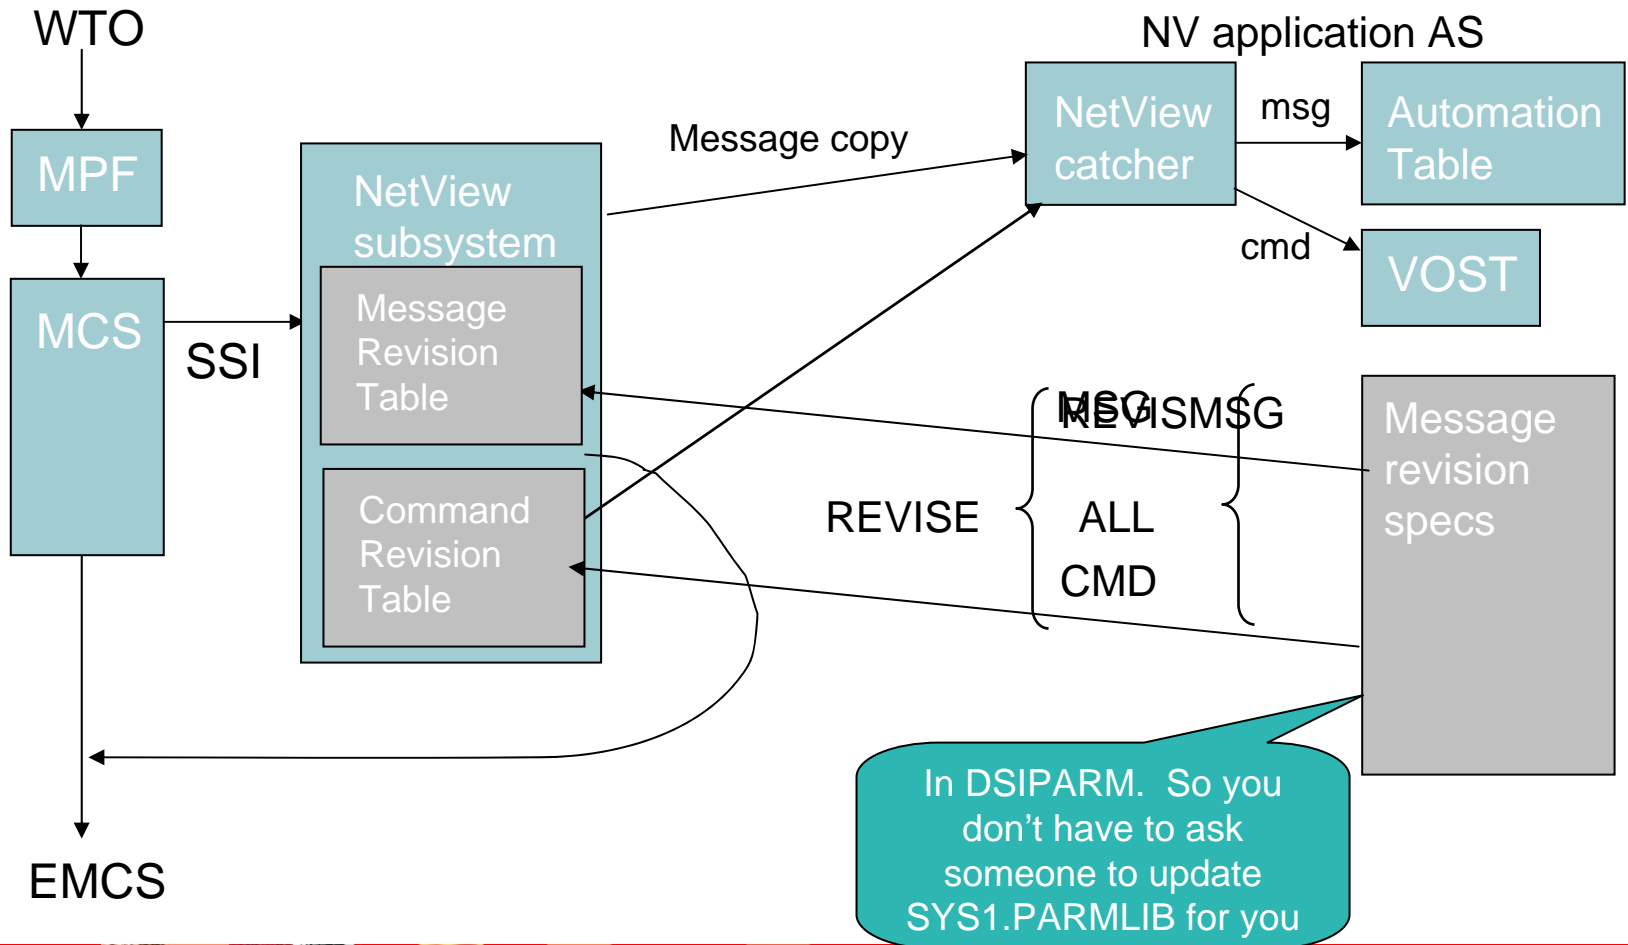 WTO
NV application AS
MPF
MCS
SSI
EMCS
NetView
subsystem
Message
Revision
Table
Command
Revision
Table
Message copy
NetView
catcher
msg
cmd
Automation
Table
VOST
REVISE
MSG
REVISMSG
ALL
CMD
Message
revision
specs
In DSIPARM. So you
don’t have to ask
someone to update
SYS1.PARMLIB for you